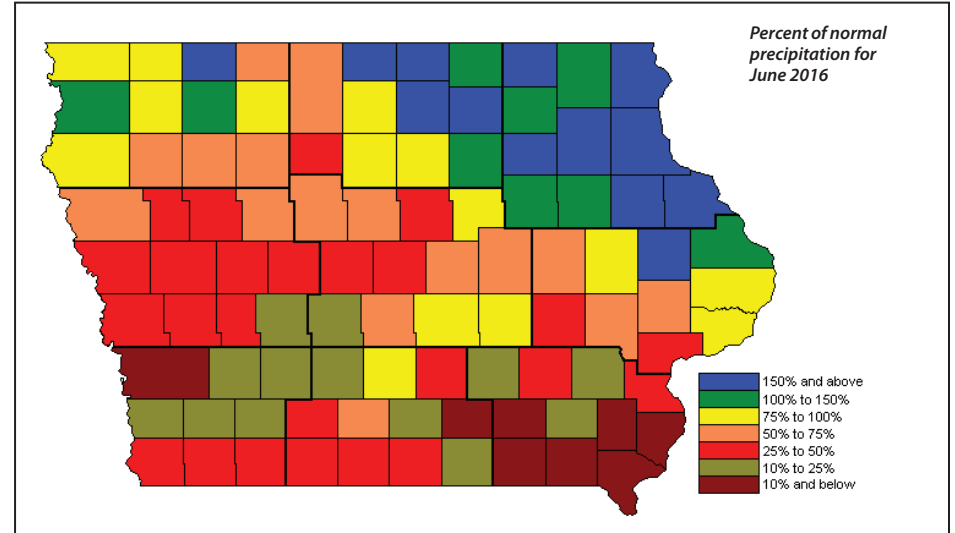 Percent of normal
precipitation for
June 2016
150% and above
100% to 150%
75% to 100%
50% to 75%
25% to 50%
10% to 25%
10% and below